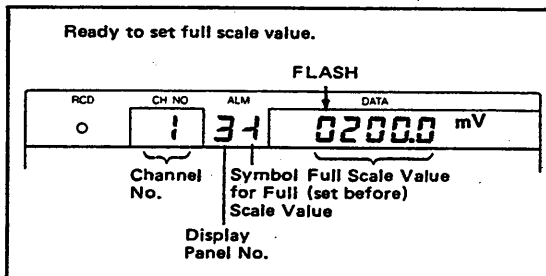 Ready to set full scale value.
FLASH
RCD CH NO ALM DATA
1 3 0200.0 mV
Channel No.
Symbol for Full Scale Value
Full Scale Value (set before)
Display Panel No.